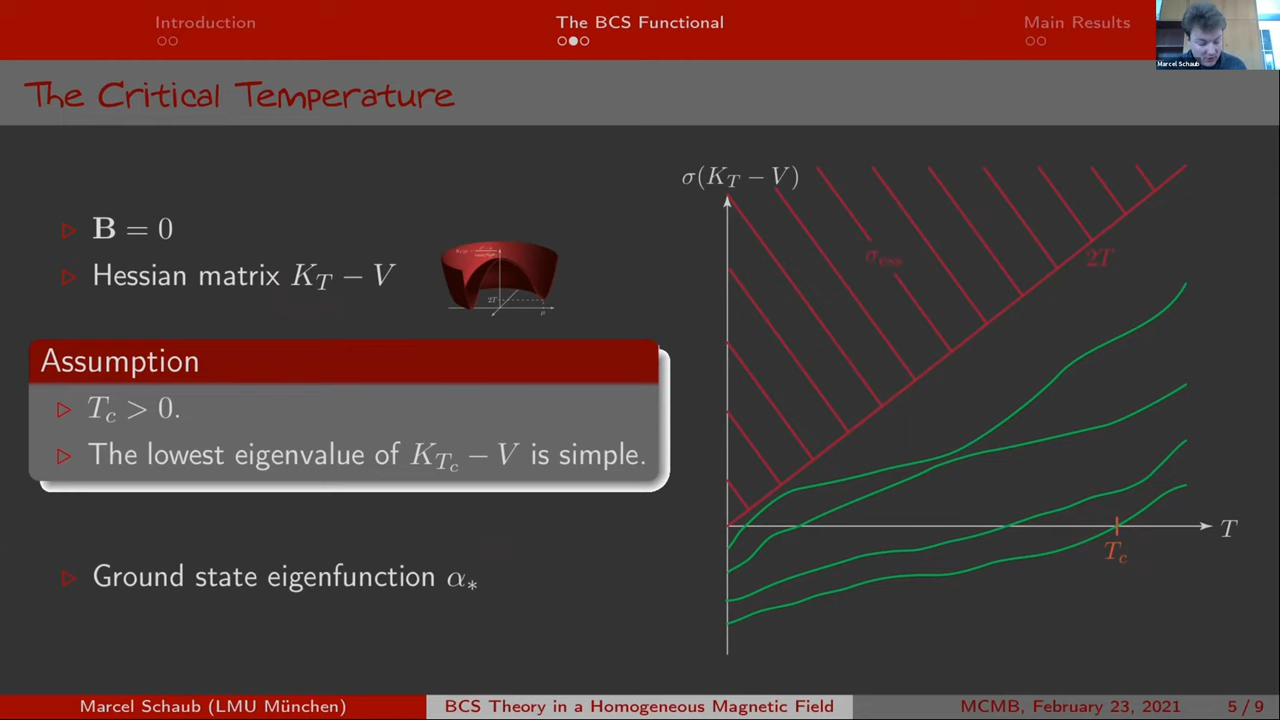 Introduction
The BCS Functional
Main Results
Marcel Schaub
The Critical Temperature
▷ B = 0
▷ Hessian matrix K_T − V
2T
Assumption
▷ T_c > 0.
▷ The lowest eigenvalue of K_{T_c} − V is simple.
▷ Ground state eigenfunction α_*
σ(K_T − V)
σ_ess
2T
T
T_c
Marcel Schaub (LMU München)
BCS Theory in a Homogeneous Magnetic Field
MCMB, February 23, 2021
5 / 9